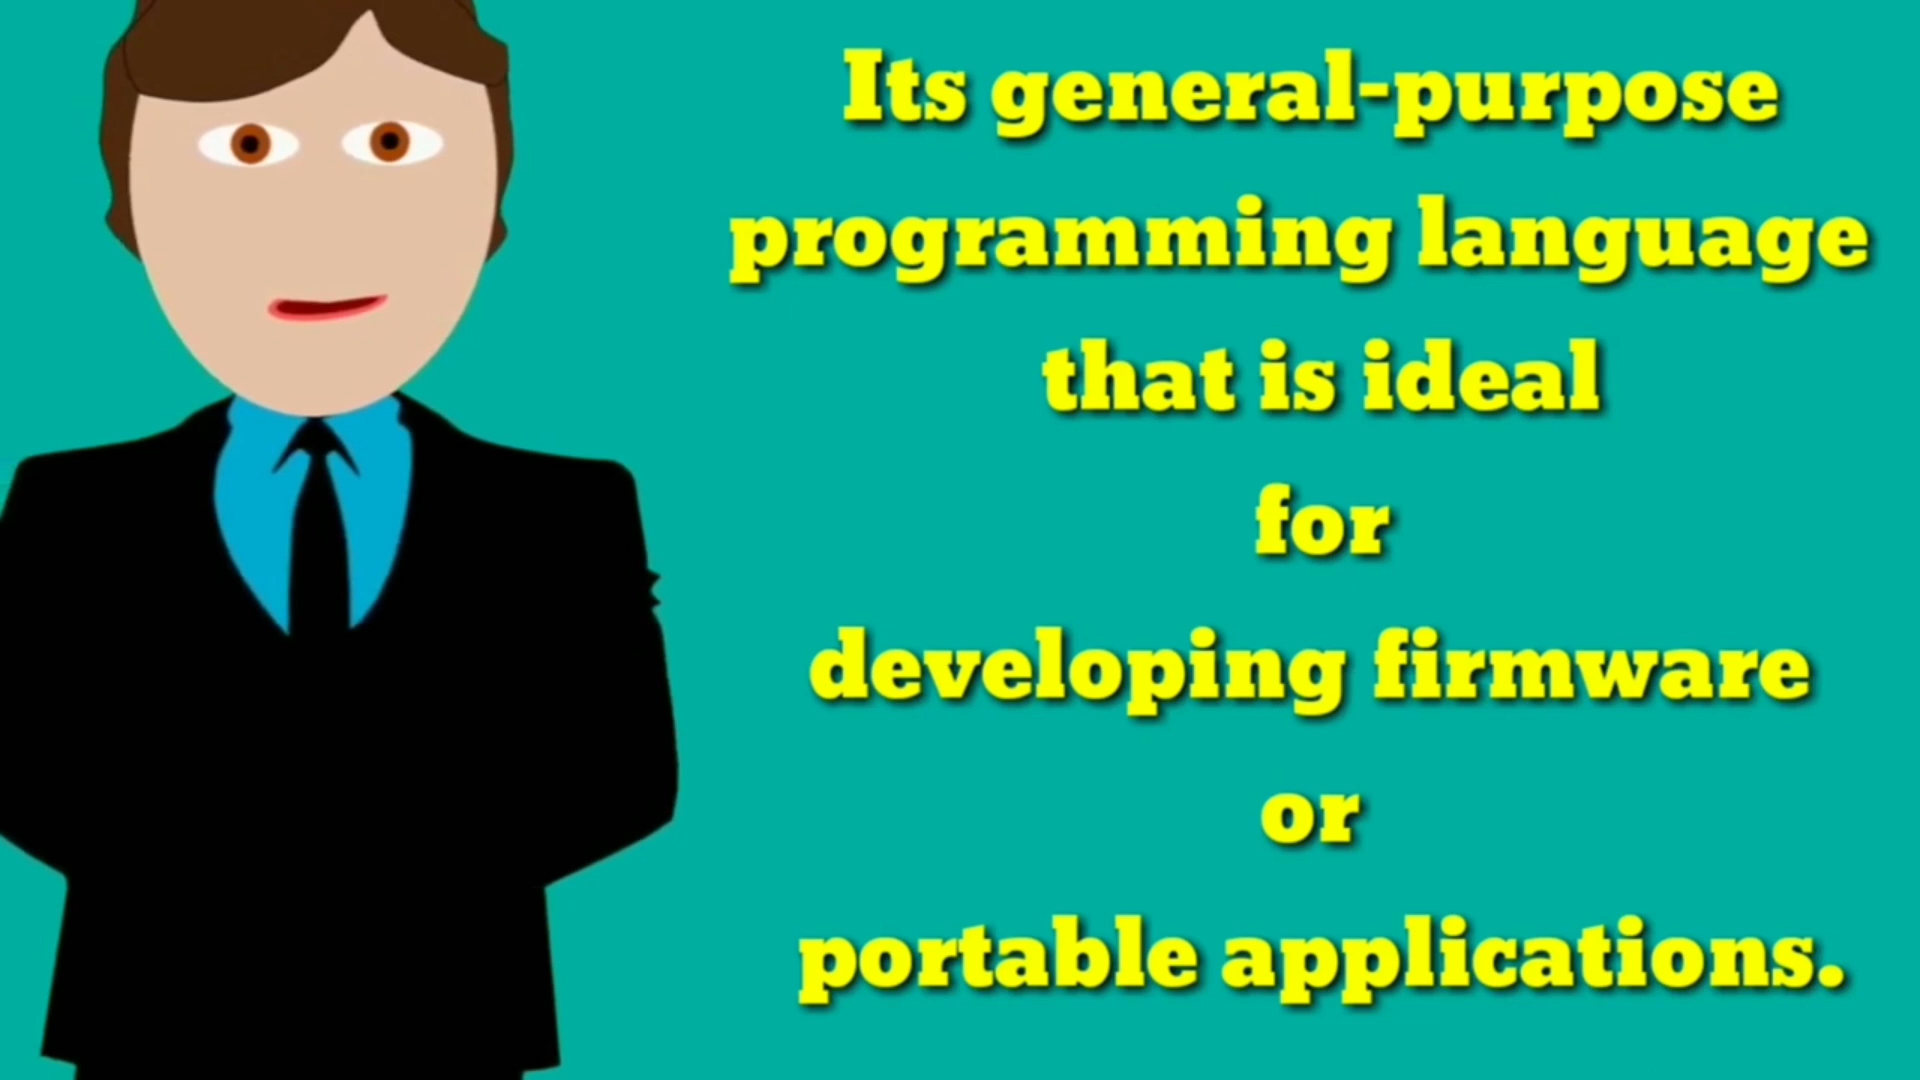 Its general-purpose
programming language
that is ideal
for
developing firmware
or
portable applications.